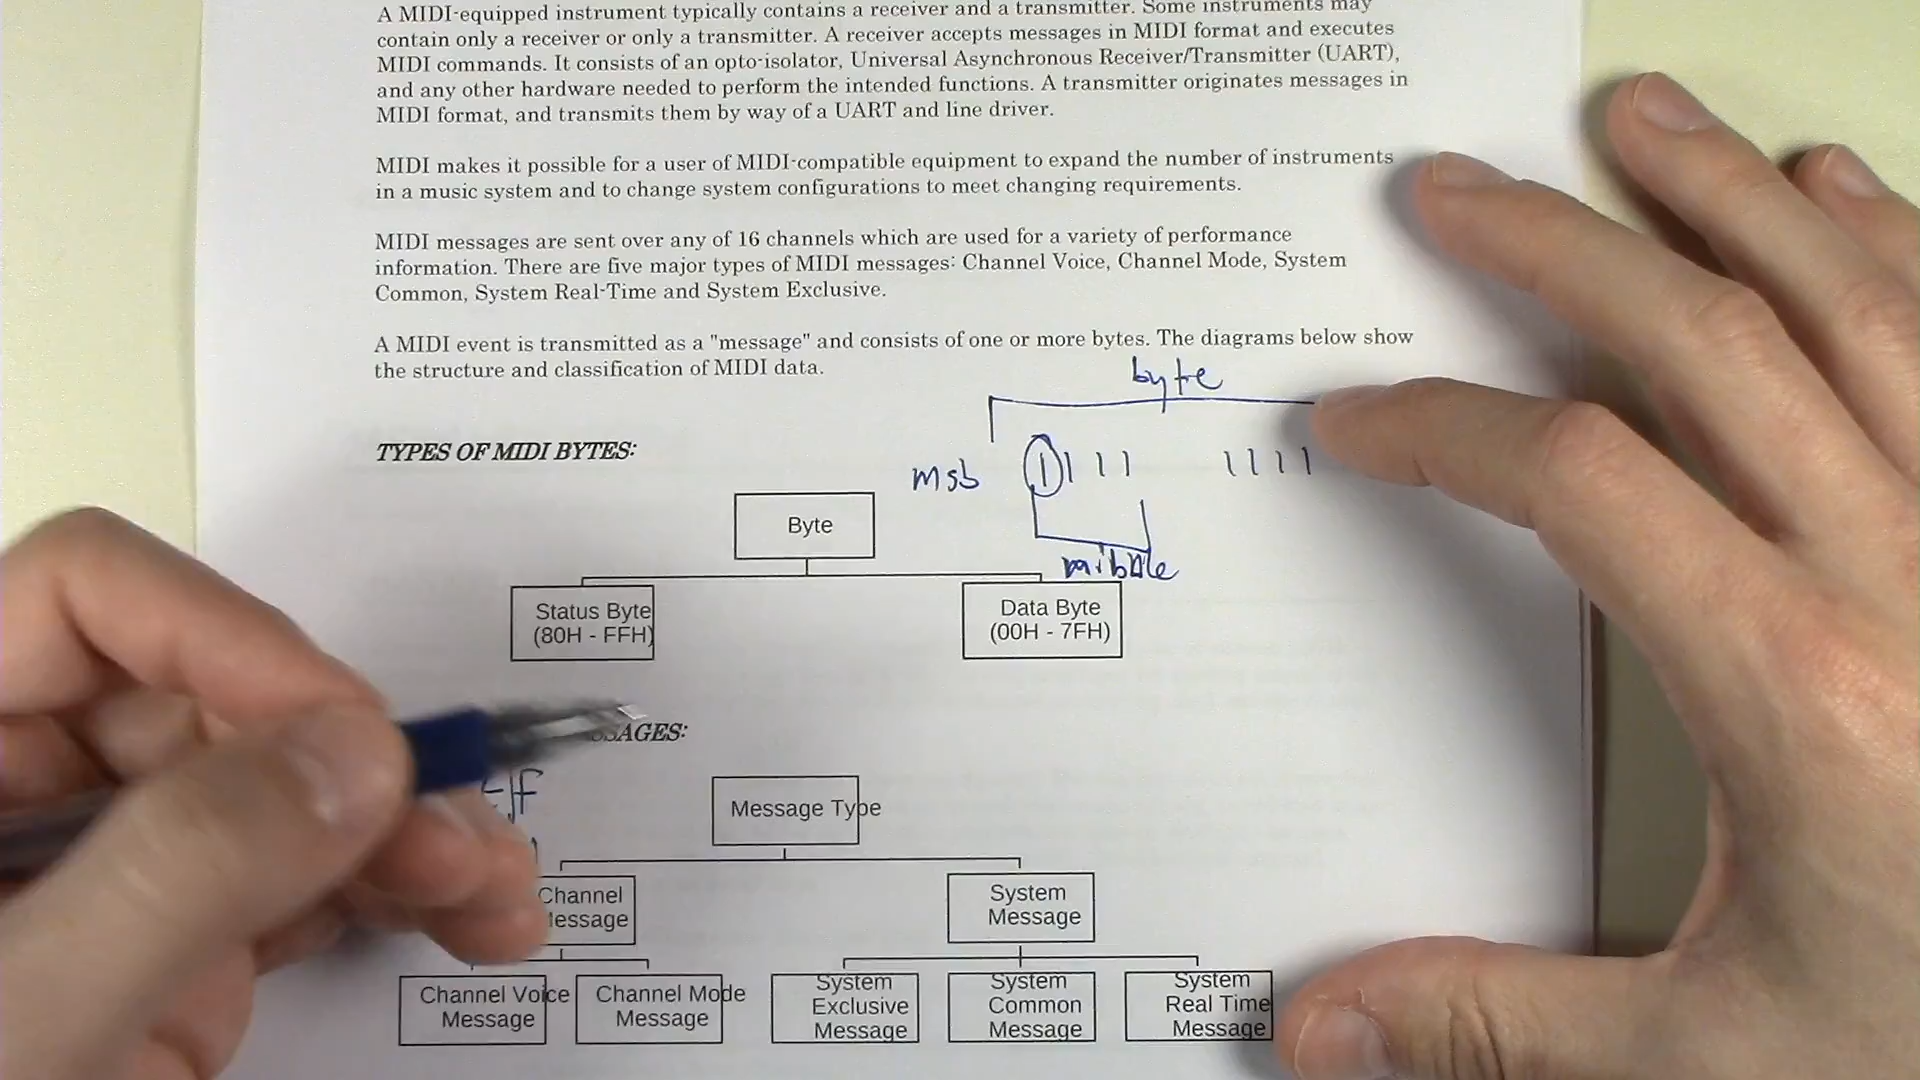 A MIDI-equipped instrument typically contains a receiver and a transmitter. Some instruments may
contain only a receiver or only a transmitter. A receiver accepts messages in MIDI format and executes
MIDI commands. It consists of an opto-isolator, Universal Asynchronous Receiver/Transmitter (UART),
and any other hardware needed to perform the intended functions. A transmitter originates messages in
MIDI format, and transmits them by way of a UART and line driver.
MIDI makes it possible for a user of MIDI-compatible equipment to expand the number of instruments
in a music system and to change system configurations to meet changing requirements.
MIDI messages are sent over any of 16 channels which are used for a variety of performance
information. There are five major types of MIDI messages: Channel Voice, Channel Mode, System
Common, System Real-Time and System Exclusive.
A MIDI event is transmitted as a "message" and consists of one or more bytes. The diagrams below show
the structure and classification of MIDI data.
byte
TYPES OF MIDI BYTES:
msb 1111 1111
Byte
nibble
Status Byte
(80H - FFH)
Data Byte
(00H - 7FH)
SAGES:
Message Type
Channel
essage
System
Message
Channel Voice
Message
Channel Mode
Message
System
Exclusive
Message
System
Common
Message
System
Real Time
Message